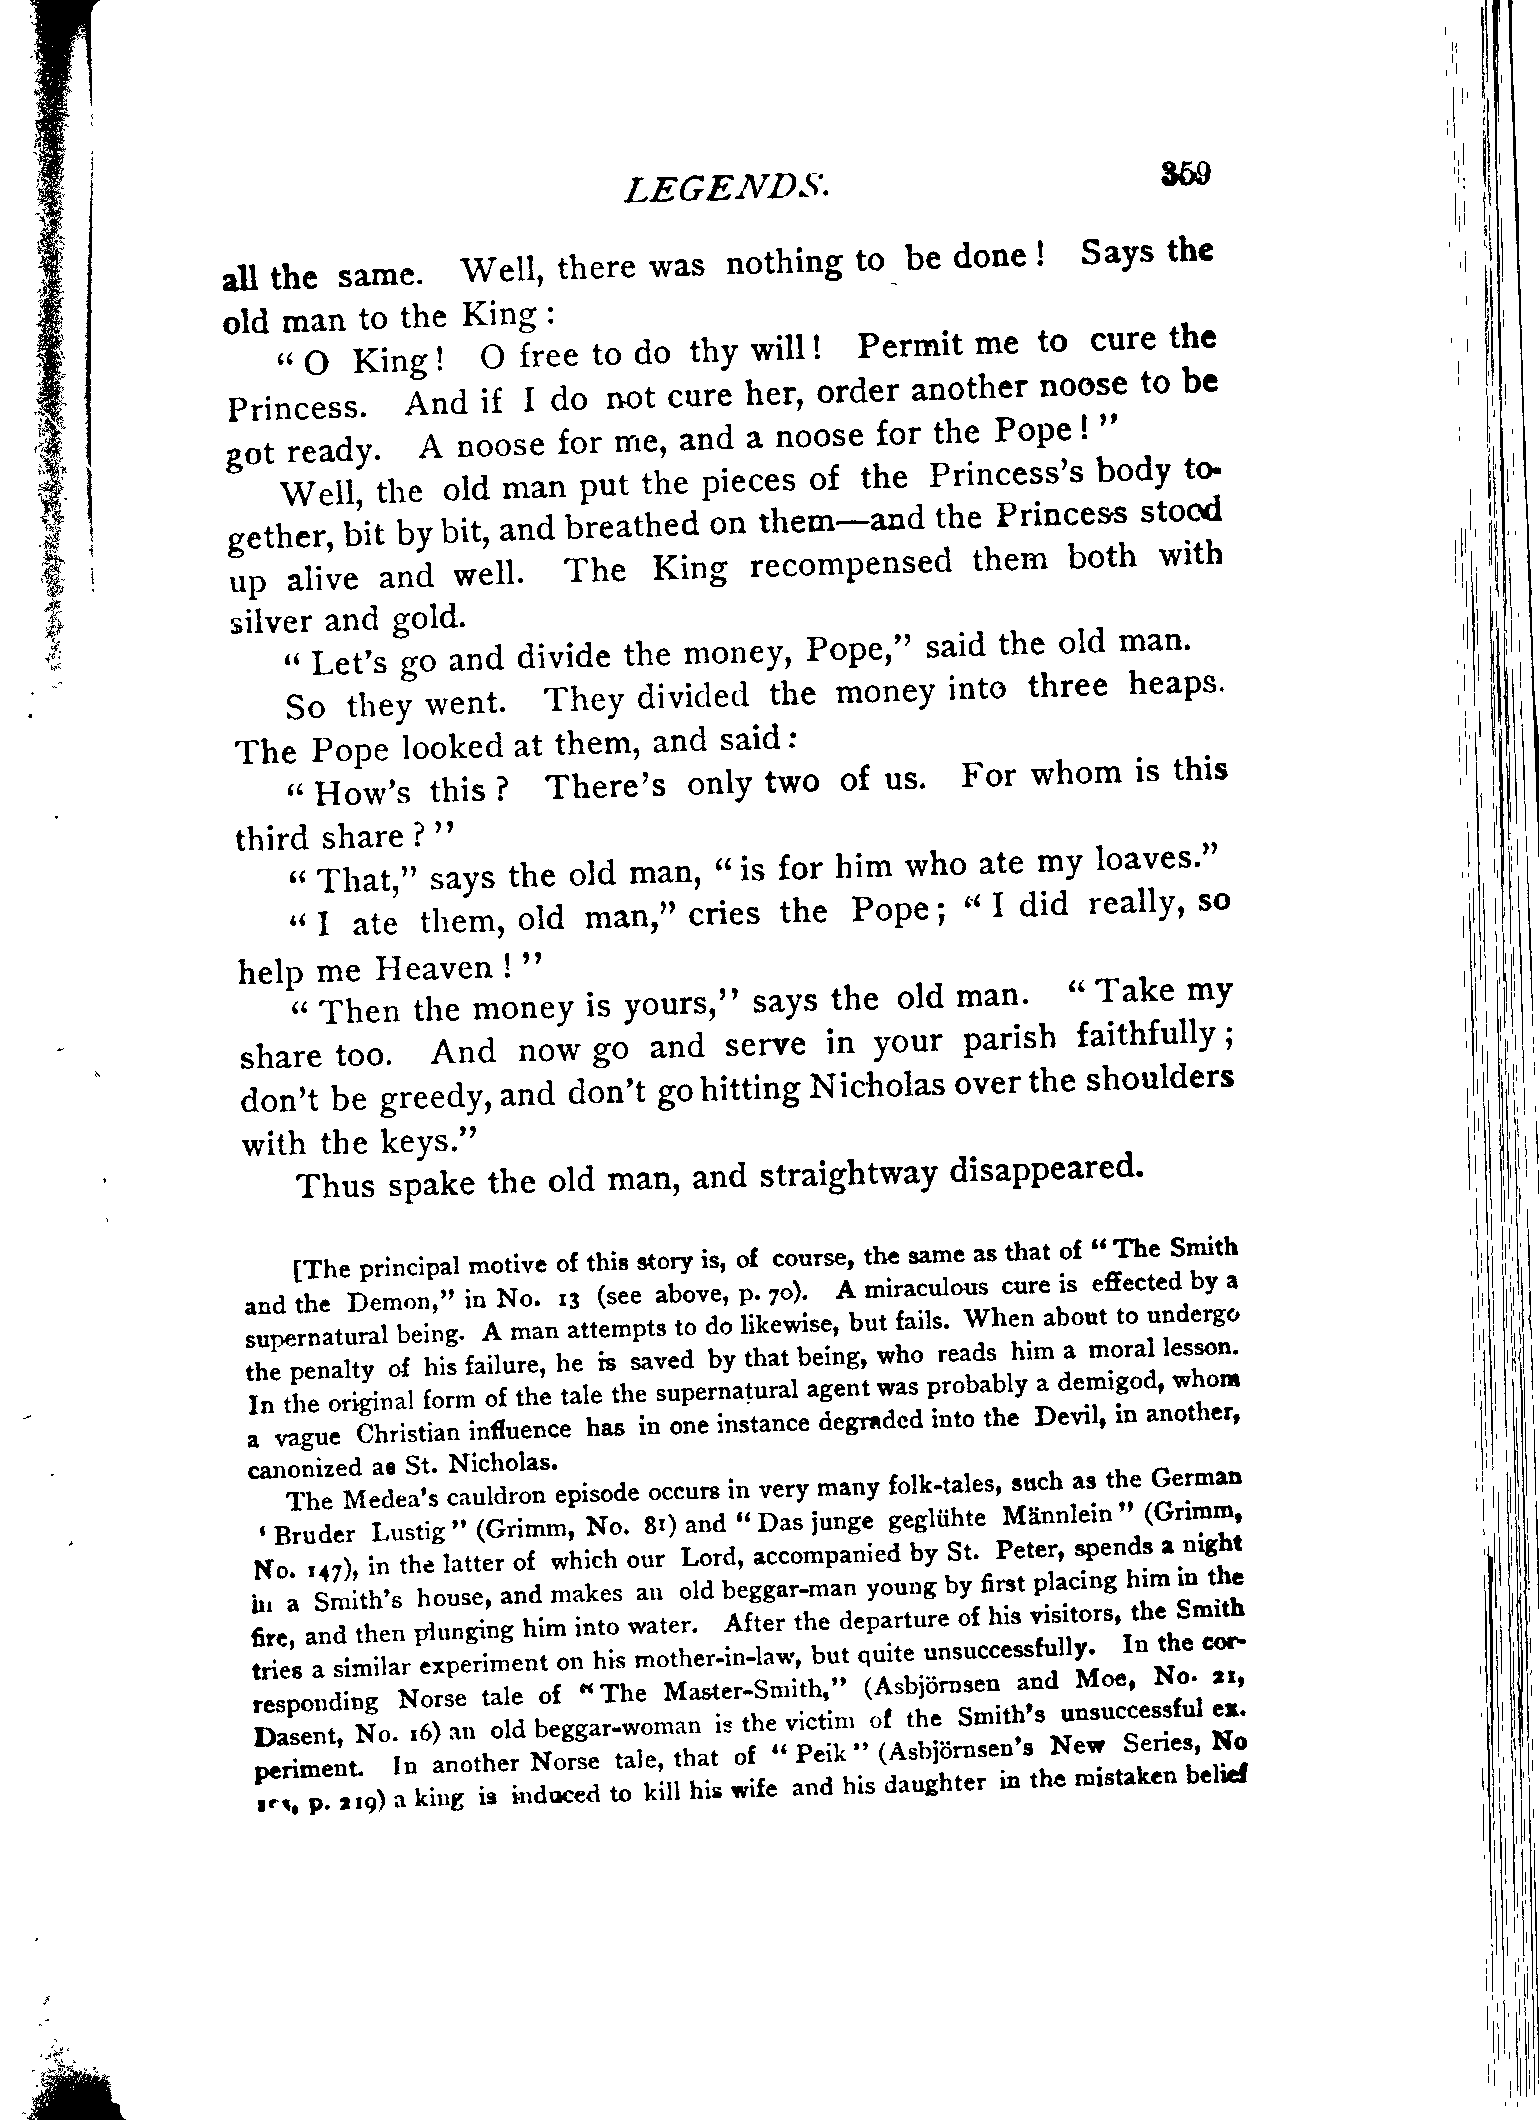 LEGENDS. 359
all the same. Well, there was nothing to be done! Says the
old man to the King:
"O King! O free to do thy will! Permit me to cure the
Princess. And if I do not cure her, order another noose to be
got ready. A noose for me, and a noose for the Pope!"
Well, the old man put the pieces of the Princess's body to-
gether, bit by bit, and breathed on them—and the Princess stood
up alive and well. The King recompensed them both with
silver and gold.
"Let's go and divide the money, Pope," said the old man.
So they went. They divided the money into three heaps.
The Pope looked at them, and said:
"How's this? There's only two of us. For whom is this
third share?"
"That," says the old man, "is for him who ate my loaves."
"I ate them, old man," cries the Pope; "I did really, so
help me Heaven!"
"Then the money is yours," says the old man. "Take my
share too. And now go and serve in your parish faithfully;
don't be greedy, and don't go hitting Nicholas over the shoulders
with the keys."
Thus spake the old man, and straightway disappeared.
[The principal motive of this story is, of course, the same as that of "The Smith
and the Demon," in No. 13 (see above, p. 70). A miraculous cure is effected by a
supernatural being. A man attempts to do likewise, but fails. When about to undergo
the penalty of his failure, he is saved by that being, who reads him a moral lesson.
In the original form of the tale the supernatural agent was probably a demigod, whom
a vague Christian influence has in one instance degraded into the Devil, in another,
canonized as St. Nicholas.
The Medea's cauldron episode occurs in very many folk-tales, such as the German
'Bruder Lustig" (Grimm, No. 81) and "Das junge geglühte Männlein" (Grimm,
No. 147), in the latter of which our Lord, accompanied by St. Peter, spends a night
in a Smith's house, and makes an old beggar-man young by first placing him in the
fire, and then plunging him into water. After the departure of his visitors, the Smith
tries a similar experiment on his mother-in-law, but quite unsuccessfully. In the cor-
responding Norse tale of "The Master-Smith," (Asbjörnsen and Moe, No. 21,
Dasent, No. 16) an old beggar-woman is the victim of the Smith's unsuccessful ex.
periment. In another Norse tale, that of "Peik" (Asbjörnsen's New Series, No
p. 219) a king is induced to kill his wife and his daughter in the mistaken belief